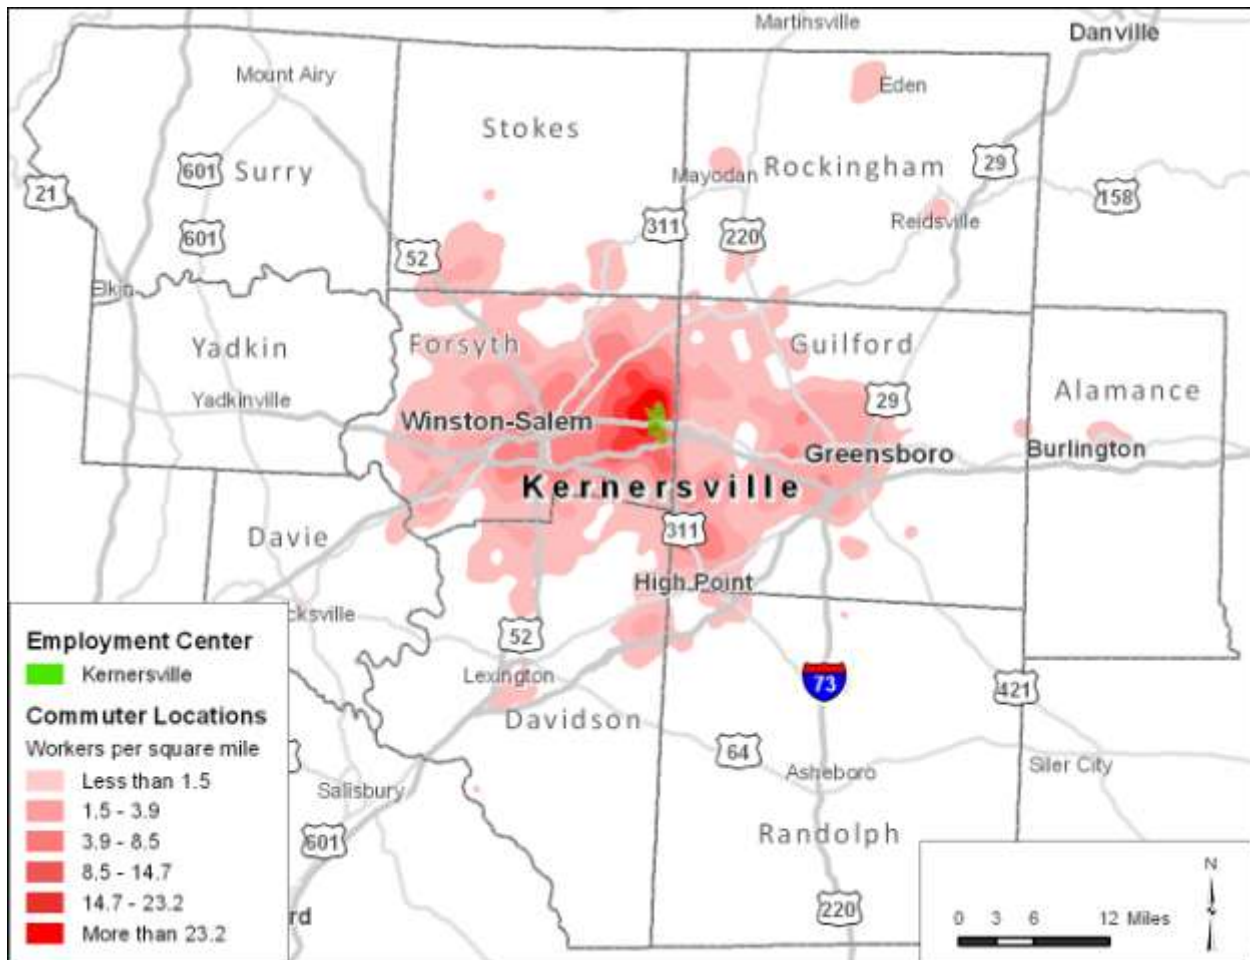 Martinsville
Danville
Mount Airy
Eden
Stokes
601
Surry
Mayodan
Rockingham
29
21
158
Reidsville
601
311
220
52
Elkin
Yadkin
Forsyth
Guilford
Yadkinville
29
Alamance
Winston-Salem
Greensboro
Burlington
Kernersville
311
Davie
High Point
cksville
52
Lexington
73
421
Davidson
64
Asheboro
Siler City
Salisbury
Randolph
601
220
rd
Employment Center
Kernersville
Commuter Locations
Workers per square mile
Less than 1.5
1.5 - 3.9
3.9 - 8.5
8.5 - 14.7
14.7 - 23.2
More than 23.2
N
0 3 6 12 Miles